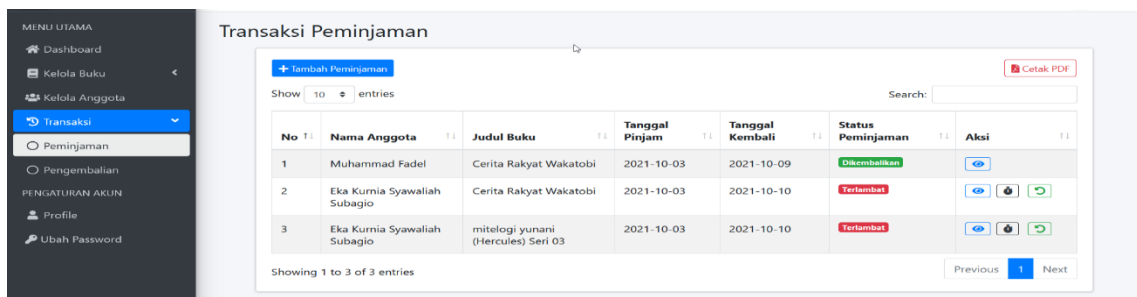 MENU UTAMA
Dashboard
Kelola Buku
Kelola Anggota
Transaksi
Peminjaman
Pengembalian
PENGATURAN AKUN
Profile
Ubah Password
Transaksi Peminjaman
Tambah Peminjaman
Cetak PDF
Show 10 entries
Search:
No Nama Anggota Judul Buku Tanggal Pinjam Tanggal Kembali Status Peminjaman Aksi
1 Muhammad Fadel Cerita Rakyat Wakatobi 2021-10-03 2021-10-09 Dikembalikan
2 Eka Kurnia Syawaliah Subagio Cerita Rakyat Wakatobi 2021-10-03 2021-10-10 Terlambat
3 Eka Kurnia Syawaliah Subagio mitelogi yunani (Hercules) Seri 03 2021-10-03 2021-10-10 Terlambat
Showing 1 to 3 of 3 entries
Previous 1 Next